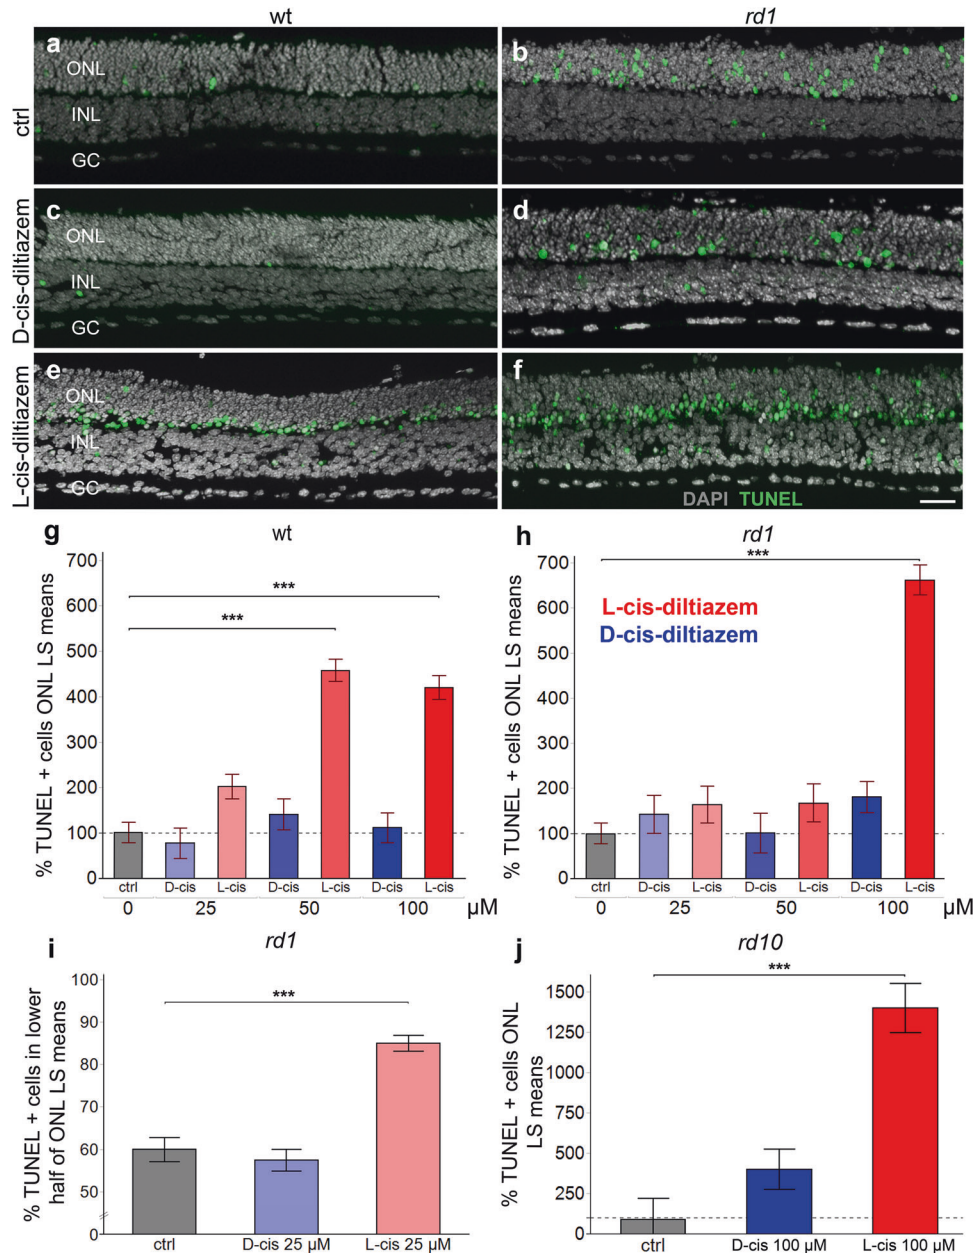 wt
rd1
ctrl
a
ONL
INL
GC
b
D-cis-diltiazem
c
ONL
INL
GC
d
L-cis-diltiazem
e
ONL
INL
GC
f
DAPI TUNEL
g
wt
% TUNEL + cells ONL LS means
700
600
500
400
300
200
100
0
***
***
ctrl D-cis L-cis D-cis L-cis D-cis L-cis
0 25 50 100 µM
h
rd1
% TUNEL + cells ONL LS means
700
600
500
400
300
200
100
0
***
L-cis-diltiazem
D-cis-diltiazem
ctrl D-cis L-cis D-cis L-cis D-cis L-cis
0 25 50 100 µM
i
rd1
% TUNEL + cells in lower
half of ONL LS means
100
90
80
70
60
50
0
***
ctrl D-cis 25 µM L-cis 25 µM
j
rd10
% TUNEL + cells ONL
LS means
1500
1250
1000
750
500
250
0
***
ctrl D-cis 100 µM L-cis 100 µM